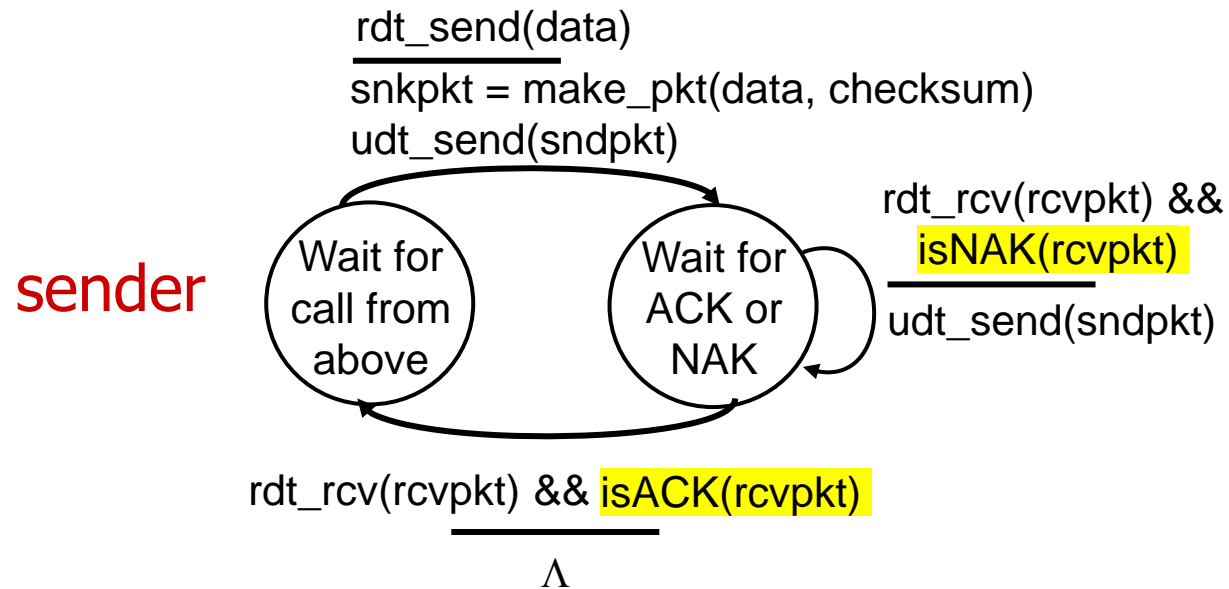 rdt_send(data)
snkpkt = make_pkt(data, checksum)
udt_send(sndpkt)
sender
Wait for
call from
above
Wait for
ACK or
NAK
rdt_rcv(rcvpkt) &&
isNAK(rcvpkt)
udt_send(sndpkt)
rdt_rcv(rcvpkt) && isACK(rcvpkt)
Λ